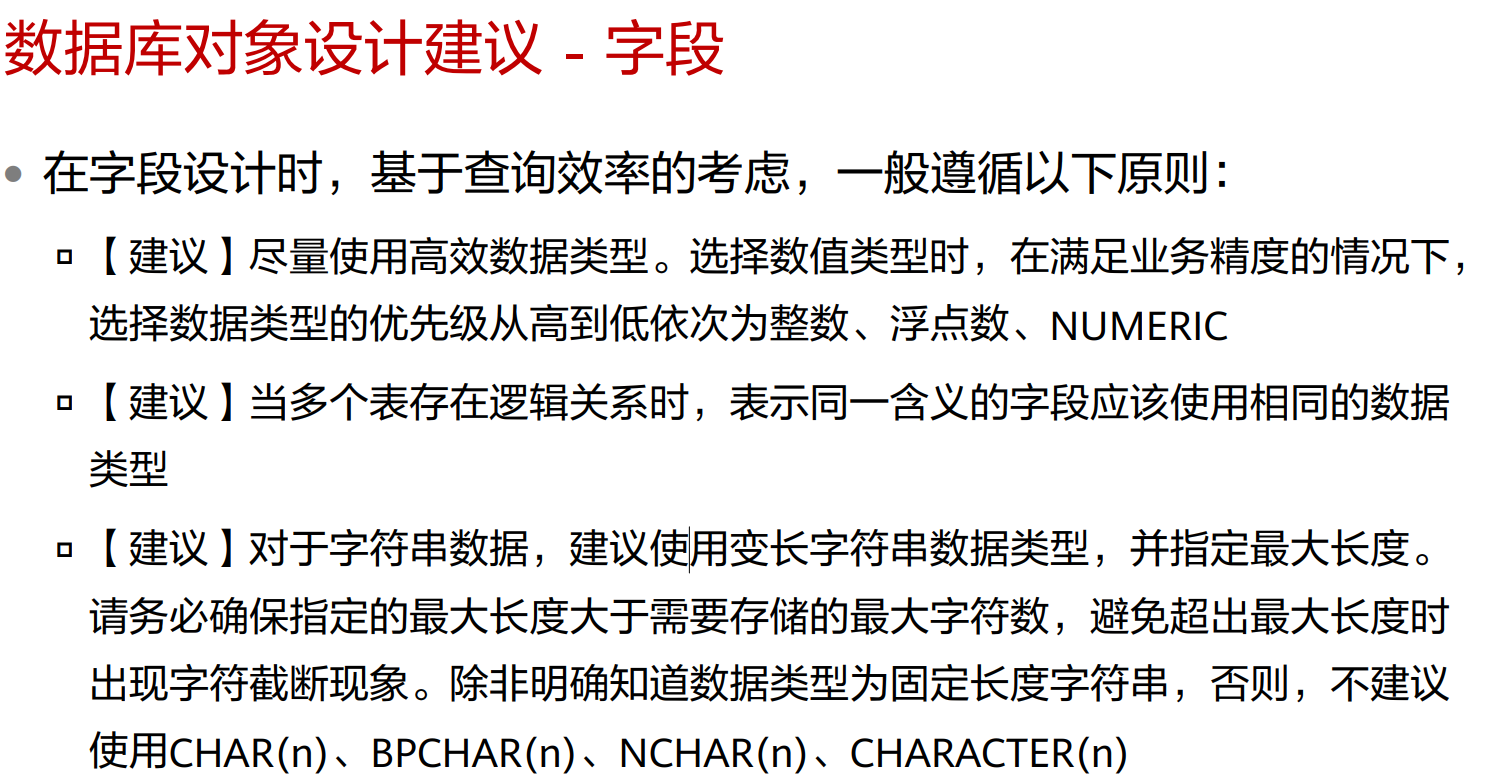 数据库对象设计建议 - 字段
在字段设计时，基于查询效率的考虑，一般遵循以下原则：
【建议】尽量使用高效数据类型。选择数值类型时，在满足业务精度的情况下，
选择数据类型的优先级从高到低依次为整数、浮点数、NUMERIC
【建议】当多个表存在逻辑关系时，表示同一含义的字段应该使用相同的数据
类型
【建议】对于字符串数据，建议使用变长字符串数据类型，并指定最大长度。
请务必确保指定的最大长度大于需要存储的最大字符数，避免超出最大长度时
出现字符截断现象。除非明确知道数据类型为固定长度字符串，否则，不建议
使用CHAR(n)、BPCHAR(n)、NCHAR(n)、CHARACTER(n)